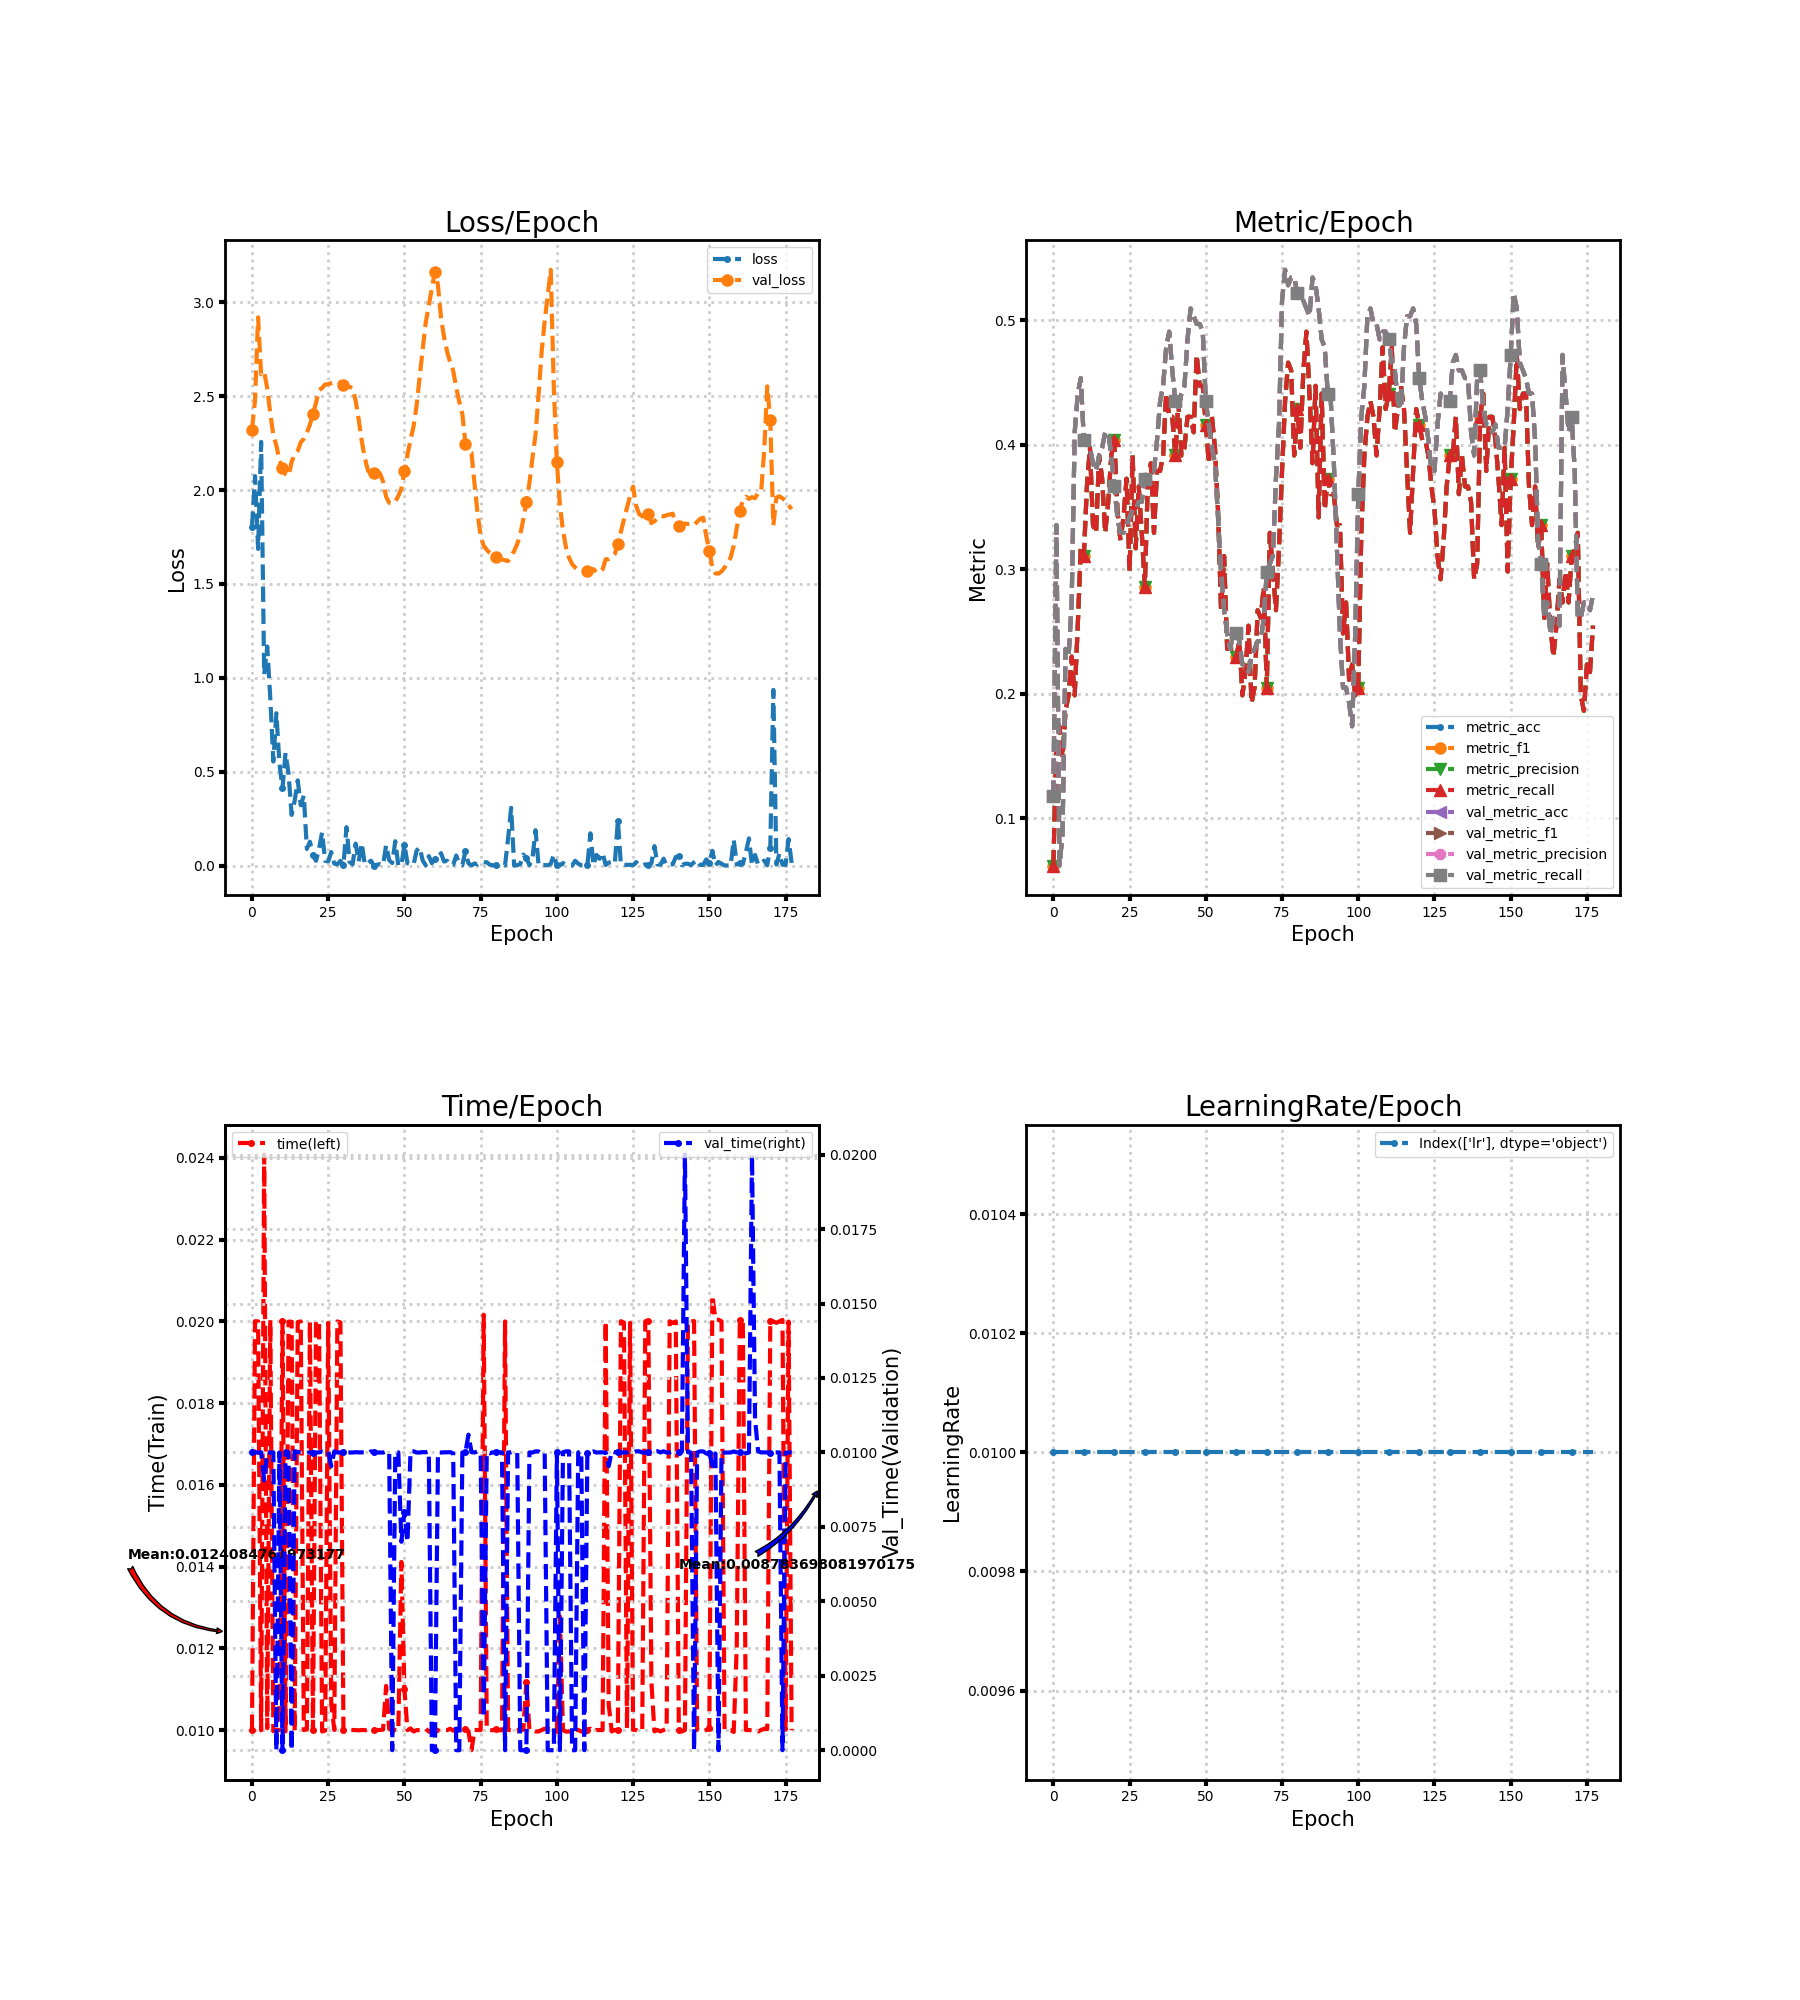 Loss/Epoch
loss
val_loss
3.0
2.5
2.0
1.5
1.0
0.5
0.0
Loss
0 25 50 75 100 125 150 175
Epoch
Metric/Epoch
0.5
0.4
0.3
0.2
0.1
Metric
metric_acc
metric_f1
metric_precision
metric_recall
val_metric_acc
val_metric_f1
val_metric_precision
val_metric_recall
0 25 50 75 100 125 150 175
Epoch
Time/Epoch
time(left)
val_time(right)
0.024
0.022
0.020
0.018
0.016
0.014
0.012
0.010
Time(Train)
0.0200
0.0175
0.0150
0.0125
0.0100
0.0075
0.0050
0.0025
0.0000
Val_Time(Validation)
0 25 50 75 100 125 150 175
Epoch
LearningRate/Epoch
Index(['lr'], dtype='object')
0.0104
0.0102
0.0100
0.0098
0.0096
LearningRate
0 25 50 75 100 125 150 175
Epoch